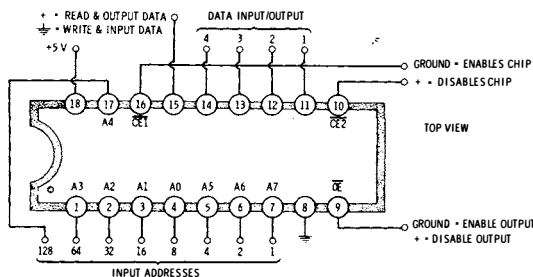 + = READ & OUTPUT DATA
⏚ = WRITE & INPUT DATA
DATA INPUT/OUTPUT
4 3 2 1
+5 V
GROUND = ENABLES CHIP
+ = DISABLES CHIP
18 17 16 15 14 13 12 11 10
A4 CE1 CE2
TOP VIEW
A3 A2 A1 A0 A5 A6 A7 OE
1 2 3 4 5 6 7 8 9
GROUND = ENABLE OUTPUT
+ = DISABLE OUTPUT
128 64 32 16 8 4 2 1
INPUT ADDRESSES